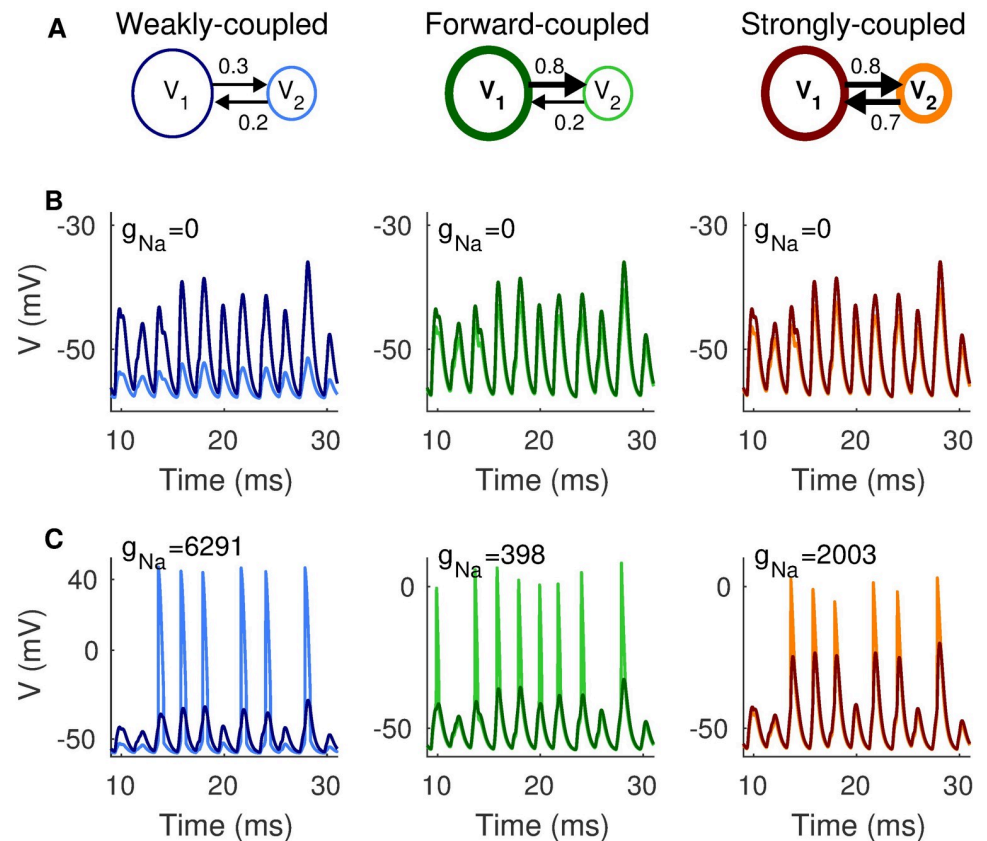 A
Weakly-coupled Forward-coupled Strongly-coupled
0.3 0.8 0.8
V1 V2 V1 V2 V1 V2
0.2 0.2 0.7
B
-30 gNa=0 -30 gNa=0 -30 gNa=0
V (mV)
-50 -50 -50
10 20 30 10 20 30 10 20 30
Time (ms) Time (ms) Time (ms)
C
gNa=6291 gNa=398 gNa=2003
40 0 0
V (mV)
0
-50 -50 -50
10 20 30 10 20 30 10 20 30
Time (ms) Time (ms) Time (ms)